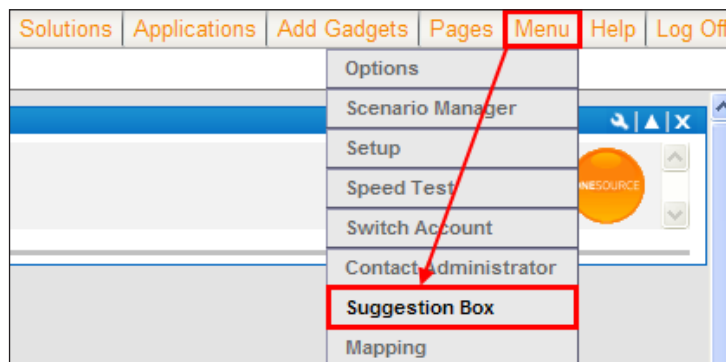 Solutions Applications Add Gadgets Pages Menu Help Log Off
Options
Scenario Manager
Setup
Speed Test
NESOURCE
Switch Account
Contact Administrator
Suggestion Box
Mapping